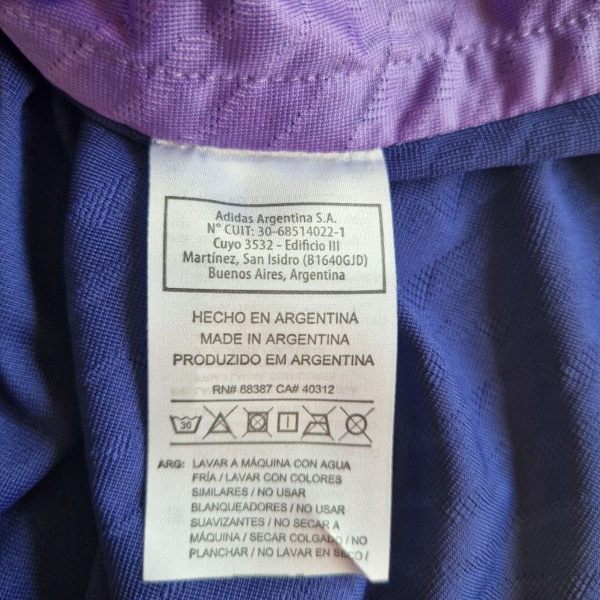 Adidas Argentina S.A.
N° CUIT: 30-68514022-1
Cuyo 3532 - Edificio III
Martínez, San Isidro (B1640GJD)
Buenos Aires, Argentina
HECHO EN ARGENTINA
MADE IN ARGENTINA
PRODUZIDO EM ARGENTINA
RN# 88387 CA# 40312
30
ARG: LAVAR A MÁQUINA CON AGUA
FRÍA / LAVAR CON COLORES
SIMILARES / NO USAR
BLANQUEADORES / NO USAR
SUAVIZANTES / NO SECAR A
MÁQUINA / SECAR COLGADO / NO
PLANCHAR / NO LAVAR EN SECO /